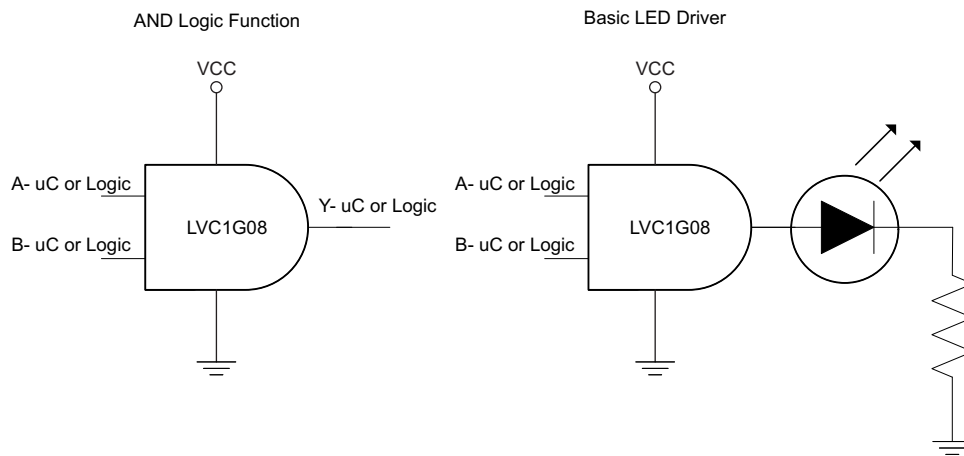 AND Logic Function
VCC
A- uC or Logic
B- uC or Logic
LVC1G08
Y- uC or Logic
Basic LED Driver
VCC
A- uC or Logic
B- uC or Logic
LVC1G08